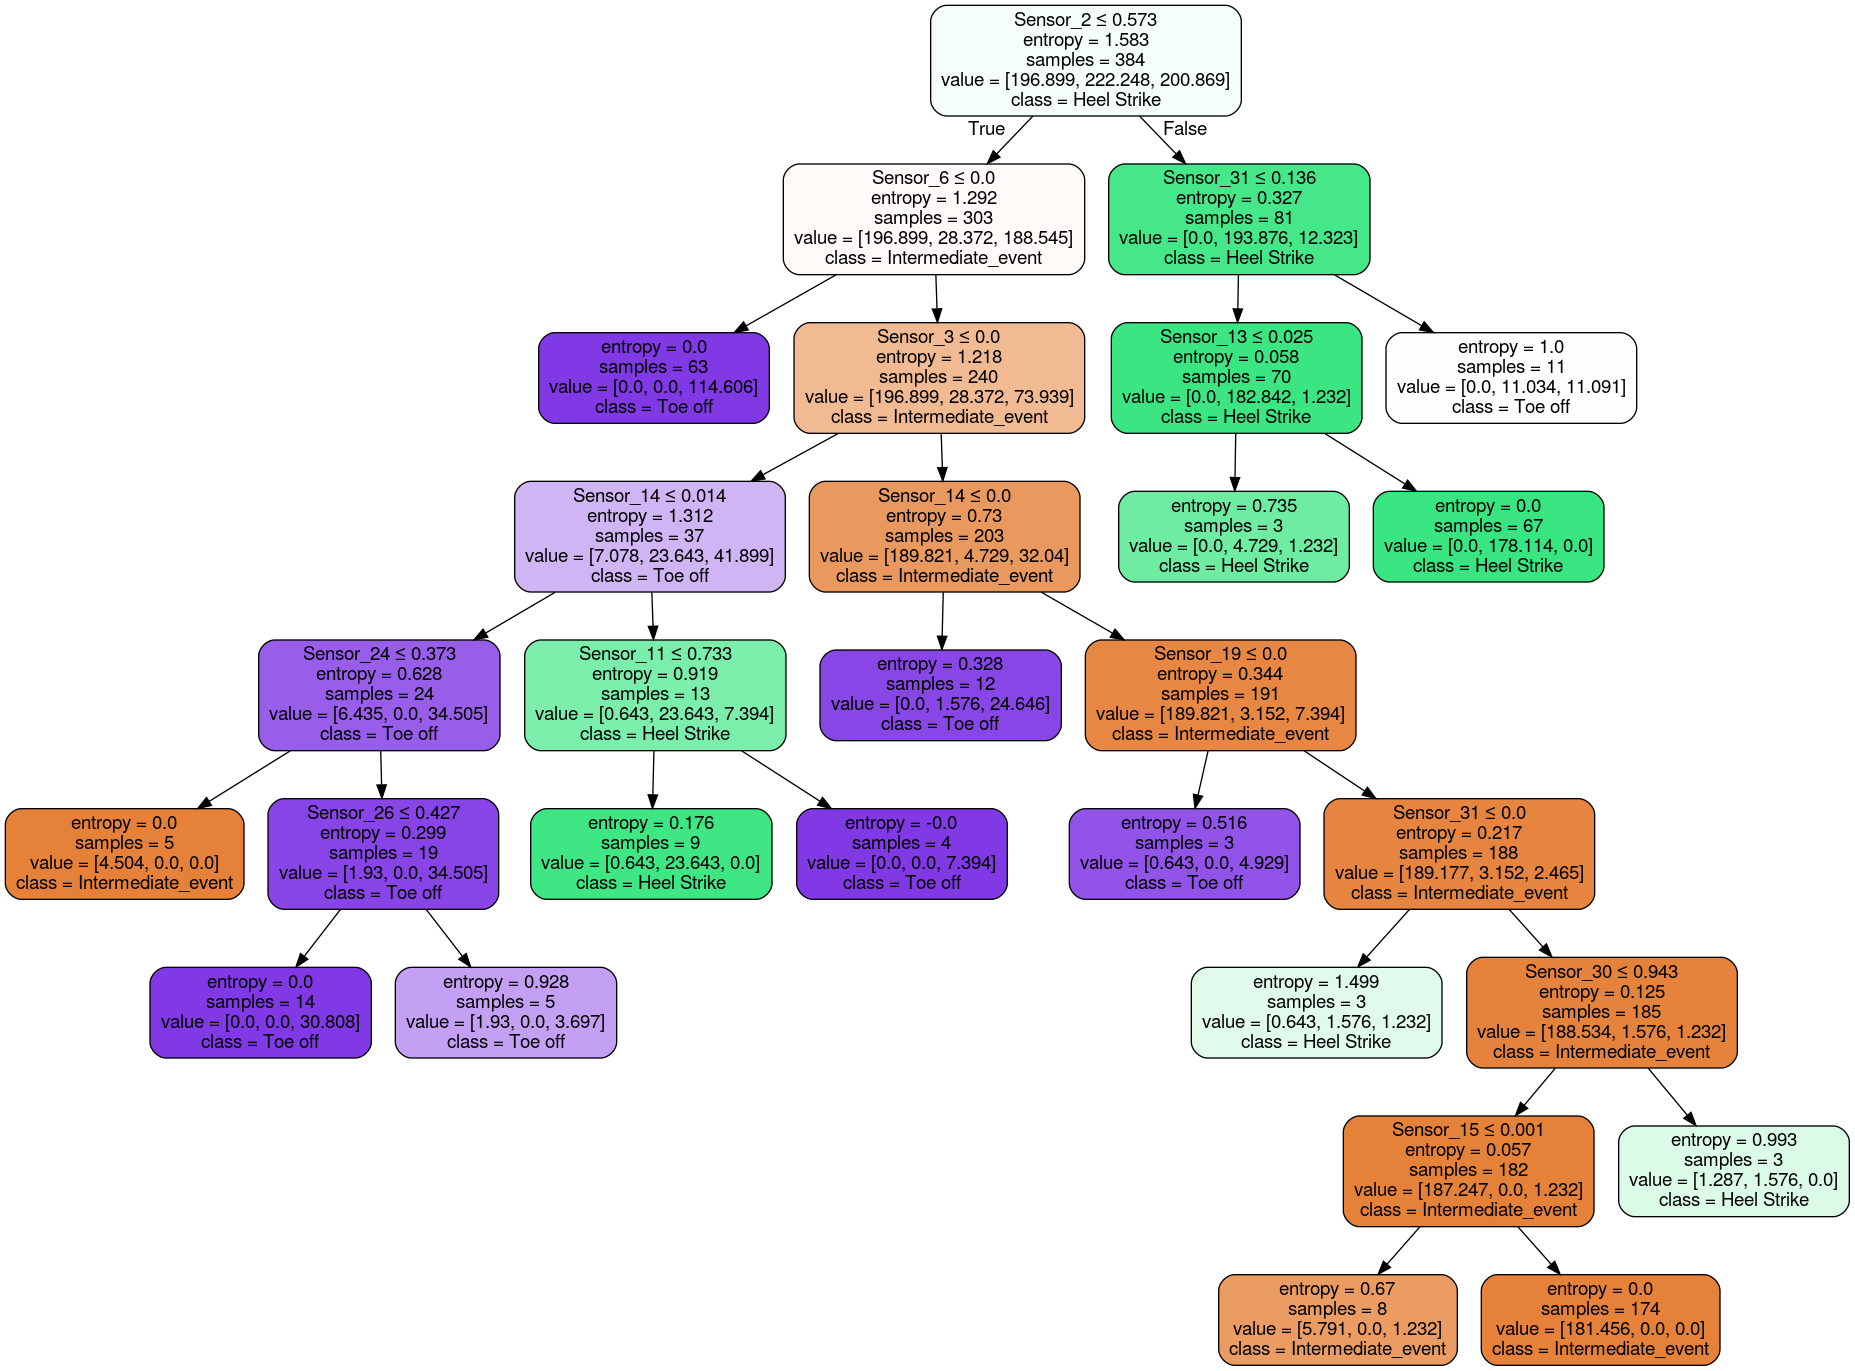 Sensor_2 ≤ 0.573
entropy = 1.583
samples = 384
value = [196.899, 222.248, 200.869]
class = Heel Strike
True
False
Sensor_6 ≤ 0.0
entropy = 1.292
samples = 303
value = [196.899, 28.372, 188.545]
class = Intermediate_event
Sensor_31 ≤ 0.136
entropy = 0.327
samples = 81
value = [0.0, 193.876, 12.323]
class = Heel Strike
entropy = 0.0
samples = 63
value = [0.0, 0.0, 114.606]
class = Toe off
Sensor_3 ≤ 0.0
entropy = 1.218
samples = 240
value = [196.899, 28.372, 73.939]
class = Intermediate_event
Sensor_13 ≤ 0.025
entropy = 0.058
samples = 70
value = [0.0, 182.842, 1.232]
class = Heel Strike
entropy = 1.0
samples = 11
value = [0.0, 11.034, 11.091]
class = Toe off
Sensor_14 ≤ 0.014
entropy = 1.312
samples = 37
value = [7.078, 23.643, 41.899]
class = Toe off
Sensor_14 ≤ 0.0
entropy = 0.73
samples = 203
value = [189.821, 4.729, 32.04]
class = Intermediate_event
entropy = 0.735
samples = 3
value = [0.0, 4.729, 1.232]
class = Heel Strike
entropy = 0.0
samples = 67
value = [0.0, 178.114, 0.0]
class = Heel Strike
Sensor_24 ≤ 0.373
entropy = 0.628
samples = 24
value = [6.435, 0.0, 34.505]
class = Toe off
Sensor_11 ≤ 0.733
entropy = 0.919
samples = 13
value = [0.643, 23.643, 7.394]
class = Heel Strike
entropy = 0.328
samples = 12
value = [0.0, 1.576, 24.646]
class = Toe off
Sensor_19 ≤ 0.0
entropy = 0.344
samples = 191
value = [189.821, 3.152, 7.394]
class = Intermediate_event
entropy = 0.0
samples = 5
value = [4.504, 0.0, 0.0]
class = Intermediate_event
Sensor_26 ≤ 0.427
entropy = 0.299
samples = 19
value = [1.93, 0.0, 34.505]
class = Toe off
entropy = 0.176
samples = 9
value = [0.643, 23.643, 0.0]
class = Heel Strike
entropy = -0.0
samples = 4
value = [0.0, 0.0, 7.394]
class = Toe off
entropy = 0.516
samples = 3
value = [0.643, 0.0, 4.929]
class = Toe off
Sensor_31 ≤ 0.0
entropy = 0.217
samples = 188
value = [189.177, 3.152, 2.465]
class = Intermediate_event
entropy = 0.0
samples = 14
value = [0.0, 0.0, 30.808]
class = Toe off
entropy = 0.928
samples = 5
value = [1.93, 0.0, 3.697]
class = Toe off
entropy = 1.499
samples = 3
value = [0.643, 1.576, 1.232]
class = Heel Strike
Sensor_30 ≤ 0.943
entropy = 0.125
samples = 185
value = [188.534, 1.576, 1.232]
class = Intermediate_event
Sensor_15 ≤ 0.001
entropy = 0.057
samples = 182
value = [187.247, 0.0, 1.232]
class = Intermediate_event
entropy = 0.993
samples = 3
value = [1.287, 1.576, 0.0]
class = Heel Strike
entropy = 0.67
samples = 8
value = [5.791, 0.0, 1.232]
class = Intermediate_event
entropy = 0.0
samples = 174
value = [181.456, 0.0, 0.0]
class = Intermediate_event